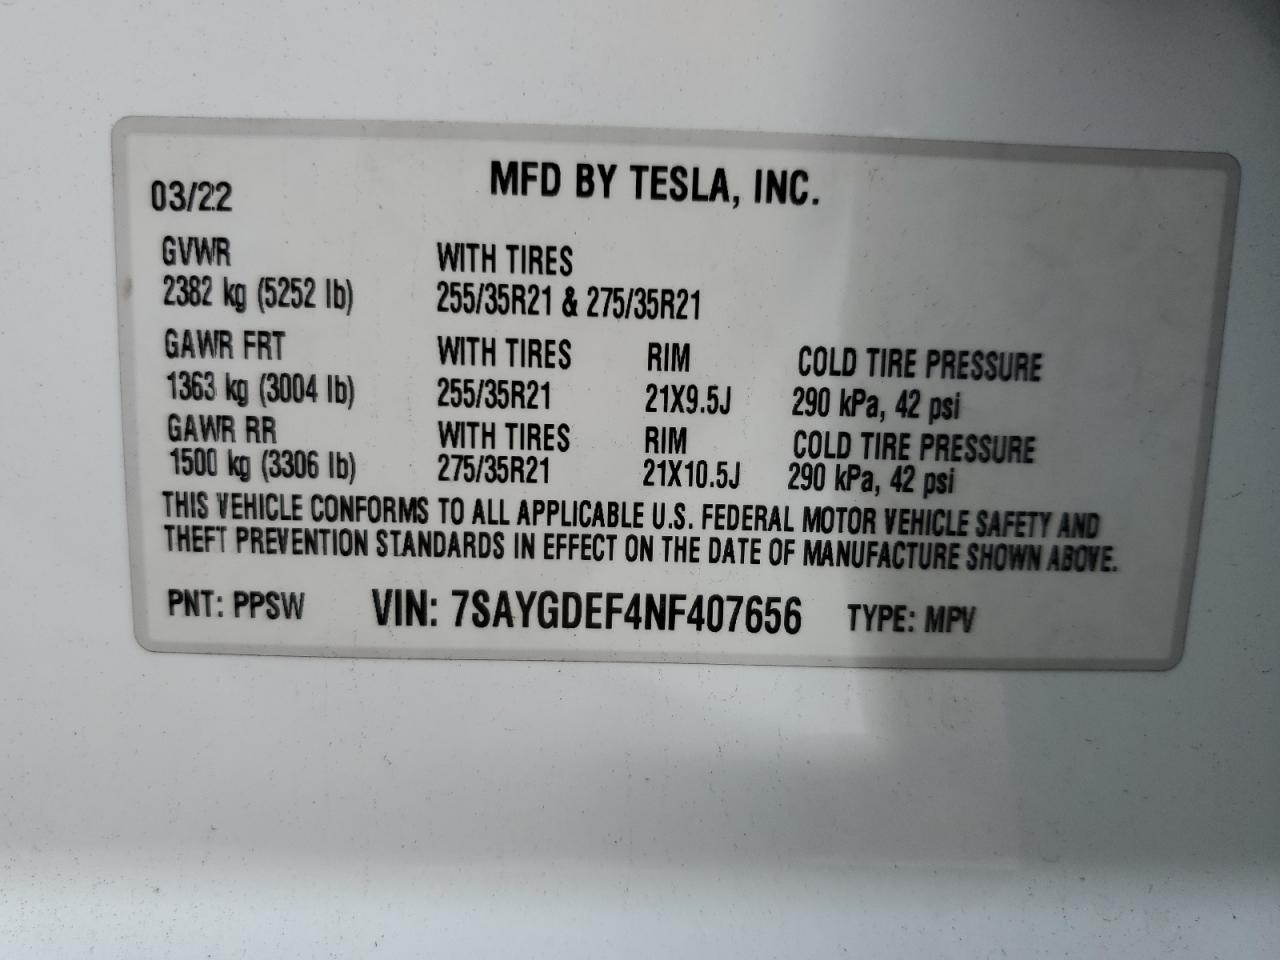 MFD BY TESLA, INC.
03/22
GVWR WITH TIRES
2382 kg (5252 lb) 255/35R21 & 275/35R21
GAWR FRT WITH TIRES RIM COLD TIRE PRESSURE
1363 kg (3004 lb) 255/35R21 21X9.5J 290 kPa, 42 psi
GAWR RR WITH TIRES RIM COLD TIRE PRESSURE
1500 kg (3306 lb) 275/35R21 21X10.5J 290 kPa, 42 psi
THIS VEHICLE CONFORMS TO ALL APPLICABLE U.S. FEDERAL MOTOR VEHICLE SAFETY AND
THEFT PREVENTION STANDARDS IN EFFECT ON THE DATE OF MANUFACTURE SHOWN ABOVE.
PNT: PPSW VIN: 7SAYGDEF4NF407656 TYPE: MPV